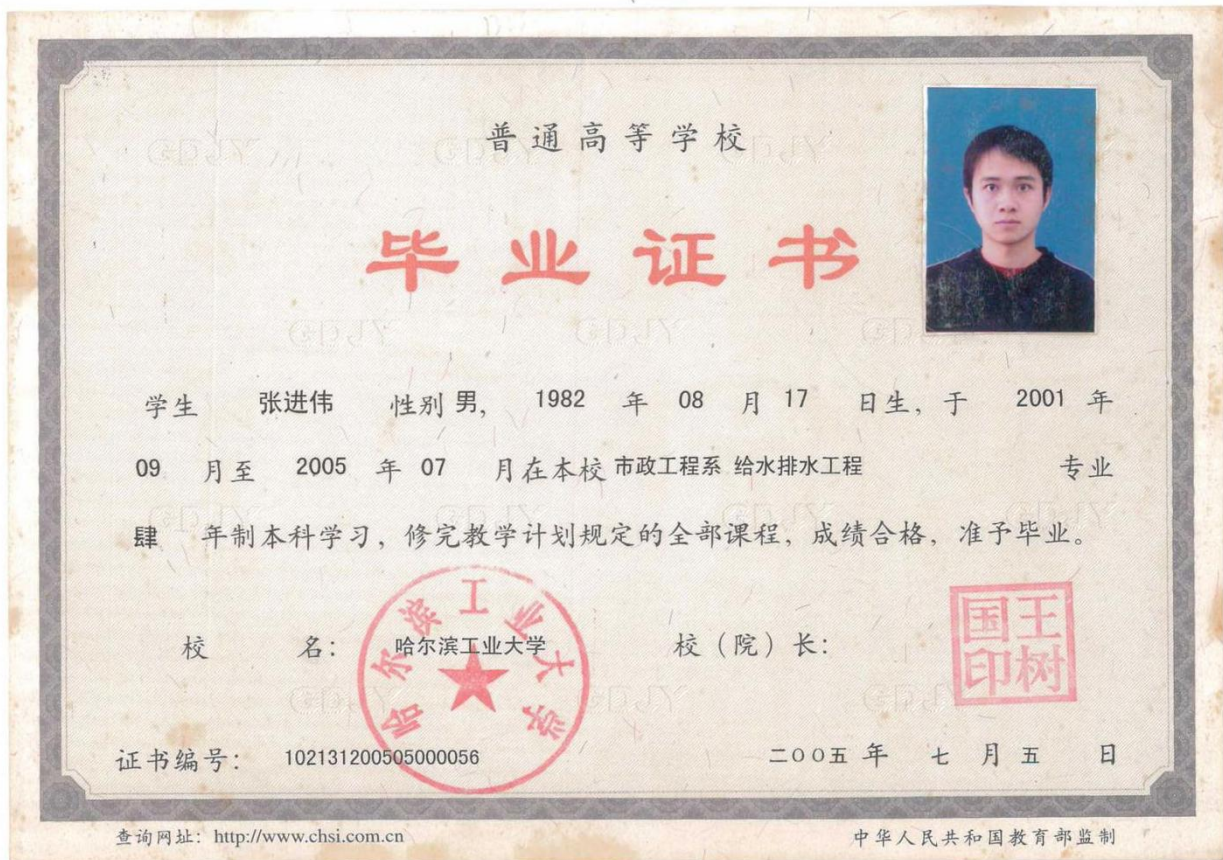 普通高等学校
毕业证书
学生 张进伟 性别 男, 1982 年 08 月 17 日生, 于 2001 年
09 月至 2005 年 07 月在本校 市政工程系 给水排水工程 专业
肆 年制本科学习, 修完教学计划规定的全部课程, 成绩合格, 准予毕业。
校 名: 哈尔滨工业大学 校（院）长:
哈尔滨工业大学
王树国印
证书编号: 102131200505000056 二〇〇五 年 七 月 五 日
查询网址: http://www.chsi.com.cn 中华人民共和国教育部监制